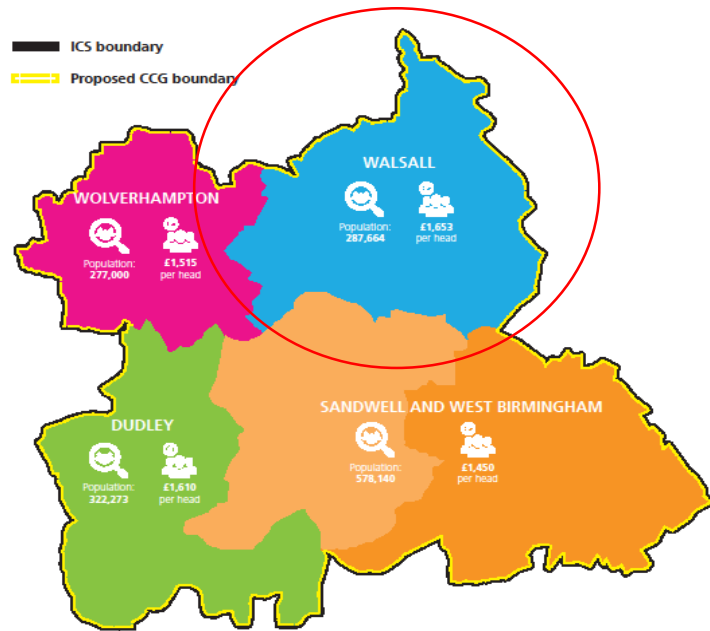 ICS boundary
Proposed CCG boundary
WALSALL
Population:
287,664
£1,653
per head
WOLVERHAMPTON
Population:
277,000
£1,515
per head
SANDWELL AND WEST BIRMINGHAM
Population:
578,140
£1,450
per head
DUDLEY
Population:
322,273
£1,610
per head